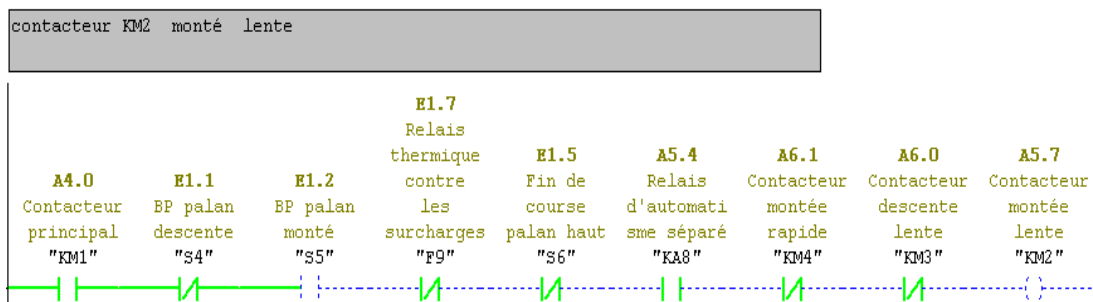 contacteur KM2 monté lente
E1.7
Relais
thermique E1.5 A5.4 A6.1 A6.0 A5.7
A4.0 E1.1 E1.2 contre Fin de Relais Contacteur Contacteur Contacteur
Contacteur BP palan BP palan les course d'automati montée descente montée
principal descente monté surcharges palan haut sme séparé rapide lente lente
"KM1" "S4" "S5" "F9" "S6" "KA8" "KM4" "KM3" "KM2"